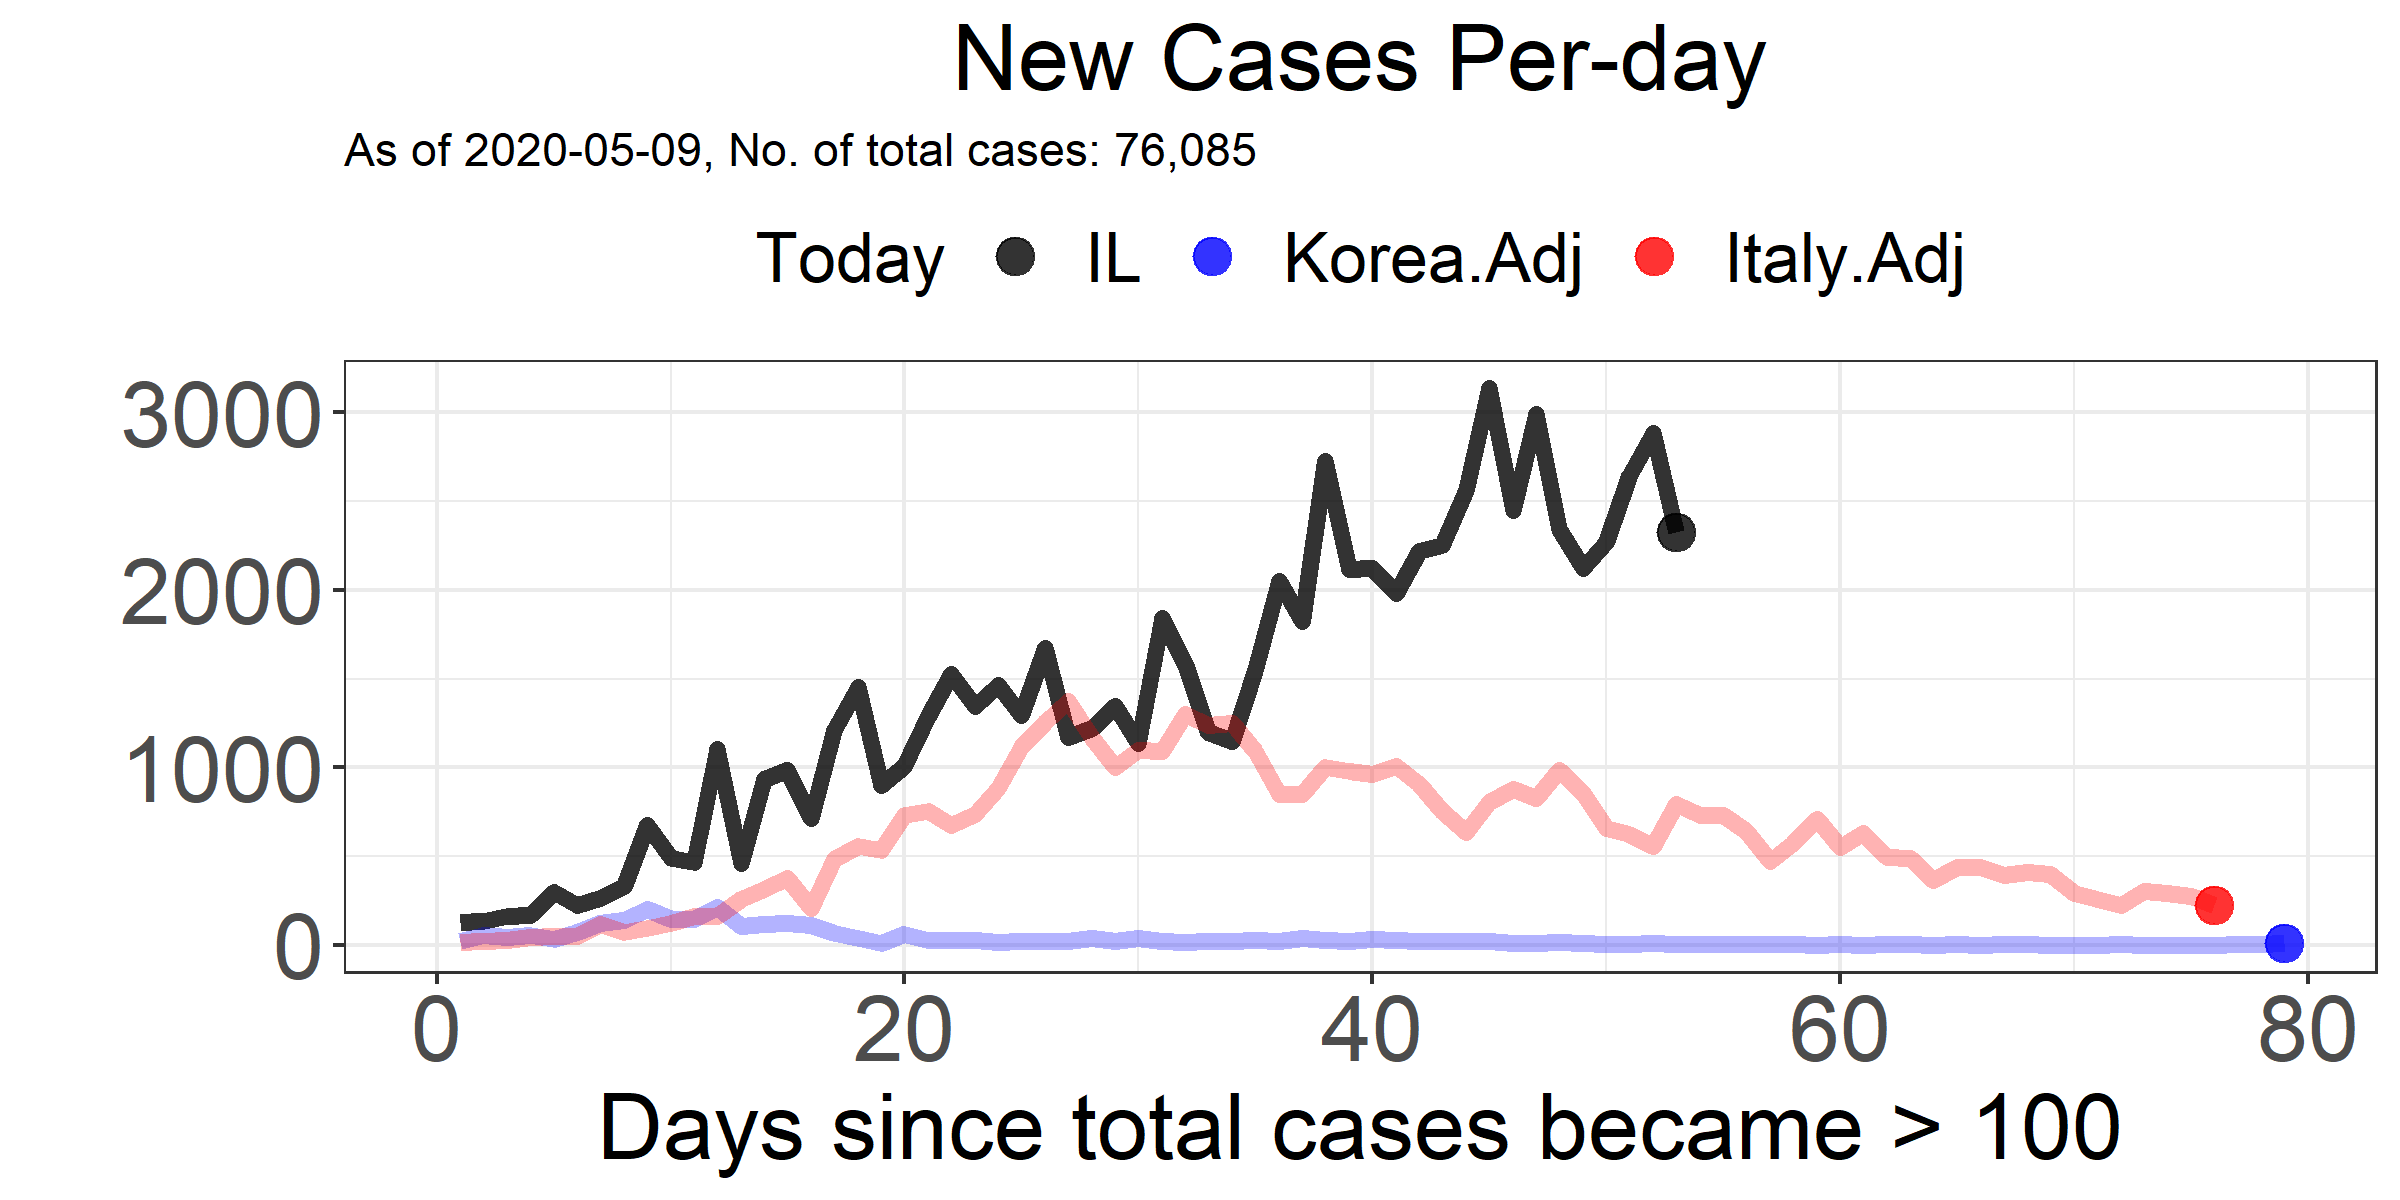 New Cases Per-day
As of 2020-05-09, No. of total cases: 76,085
Today IL Korea.Adj Italy.Adj
3000
2000
1000
0
0 20 40 60 80
Days since total cases became > 100